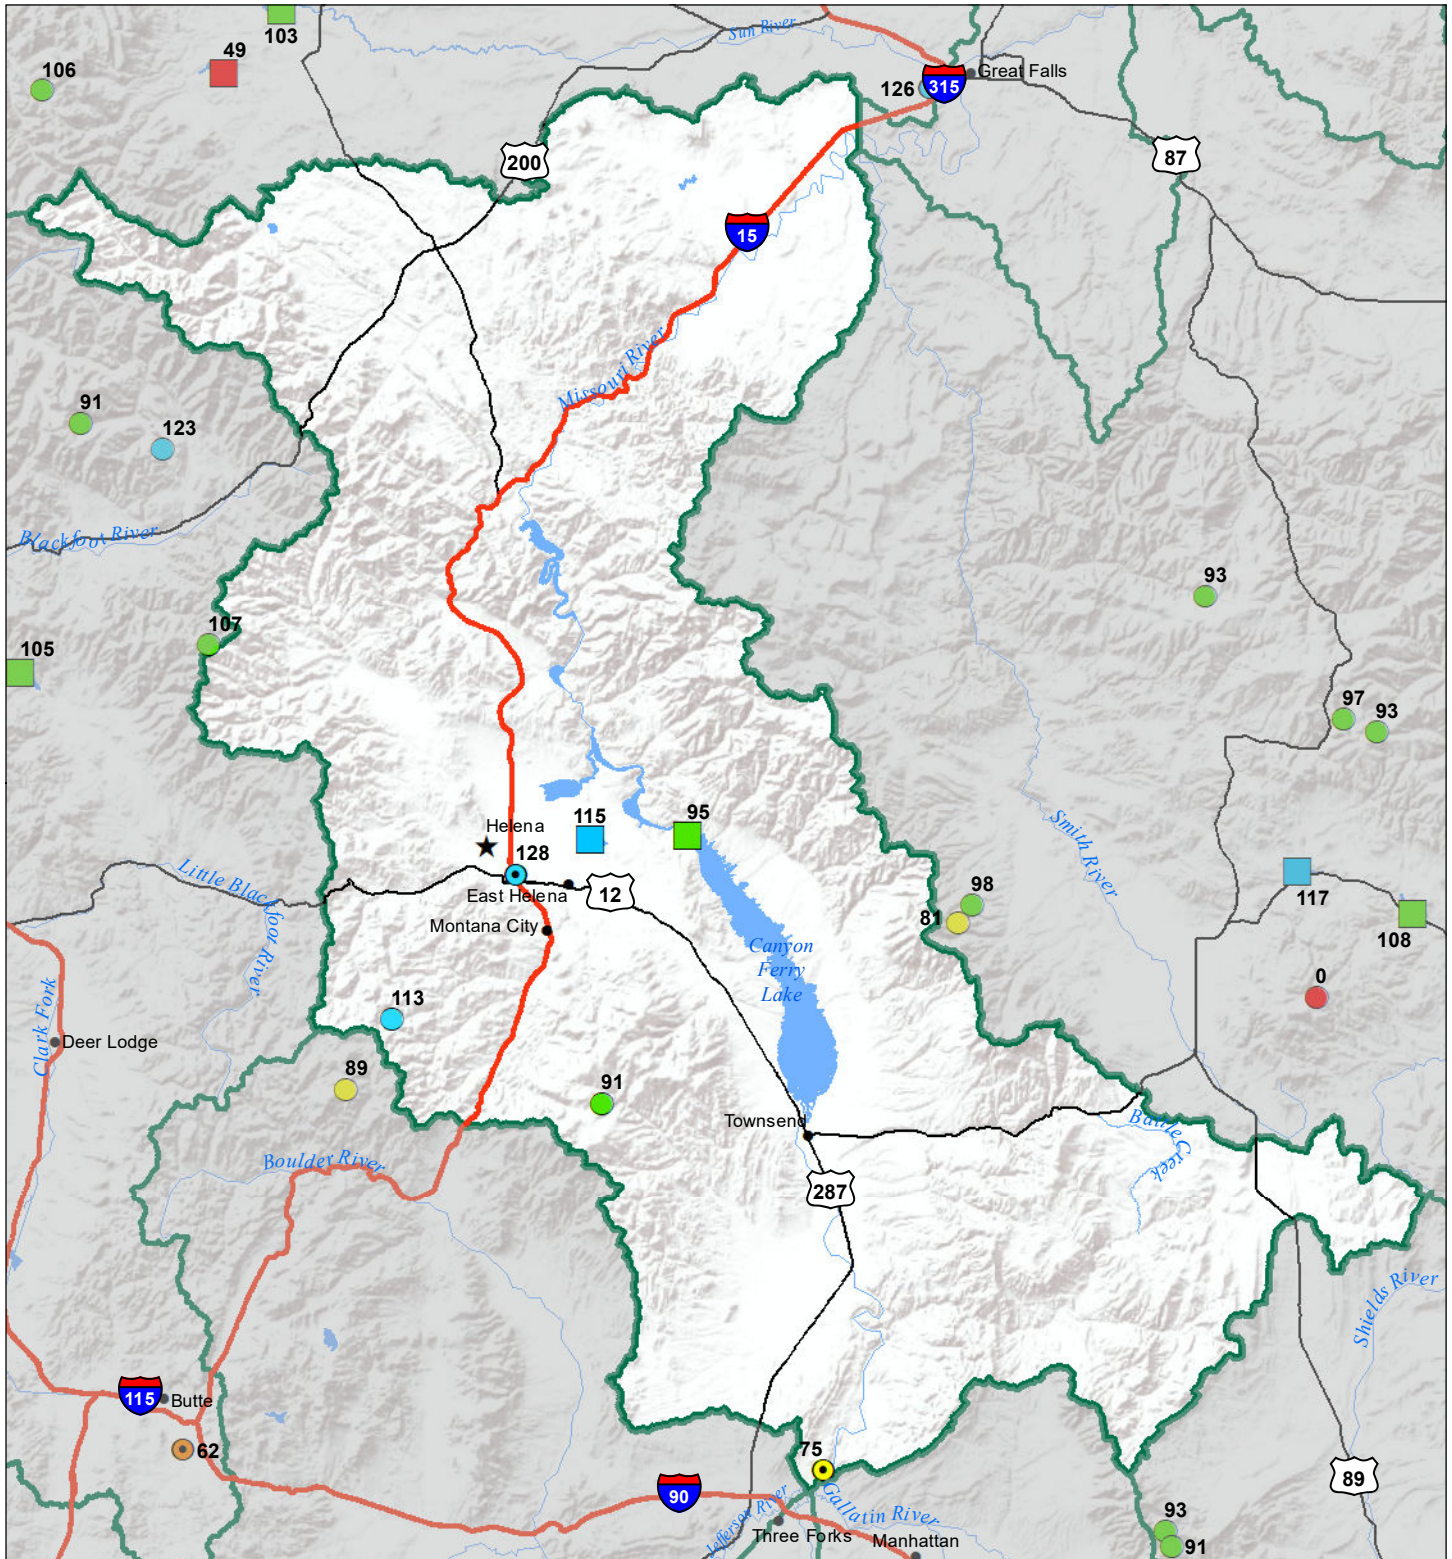 103
49
106
Sun River
126
315
Great Falls
200
87
15
Missouri River
91
123
Blackfoot River
93
107
105
97
93
Helena
115
95
128
Smith River
Little Blackfoot River
East Helena
12
98
81
117
108
Montana City
Canyon
Ferry
Lake
0
113
Clark Fork
Deer Lodge
89
91
Townsend
Battle Creek
Boulder River
287
Shields River
115
Butte
62
75
90
89
Jefferson River
Gallatin River
Three Forks
Manhattan
93
91